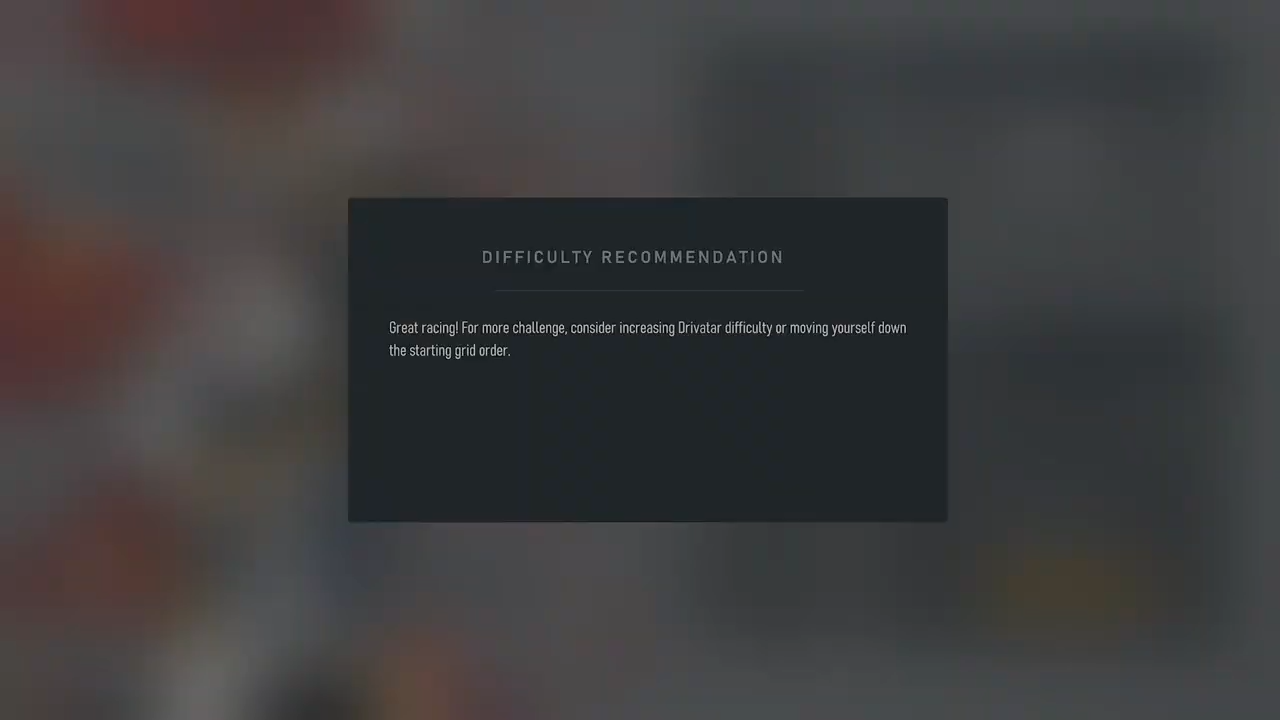 DIFFICULTY RECOMMENDATION
Great racing! For more challenge, consider increasing Drivatar difficulty or moving yourself down
the starting grid order.